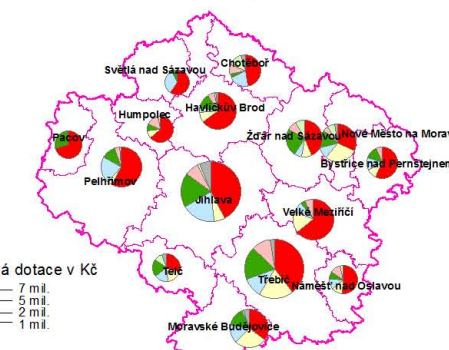 Světlá nad Sázavou
Chotěboř
Havlíčkův Brod
Humpolec
Pacov
Žďár nad Sázavou
Nové Město na Morav
Bystřice nad Pernštejnem
Pelhřimov
Jihlava
Velké Meziříčí
Telč
Třebíč
Náměšť nad Oslavou
Moravské Budějovice
á dotace v Kč
7 mil.
5 mil.
2 mil.
1 mil.